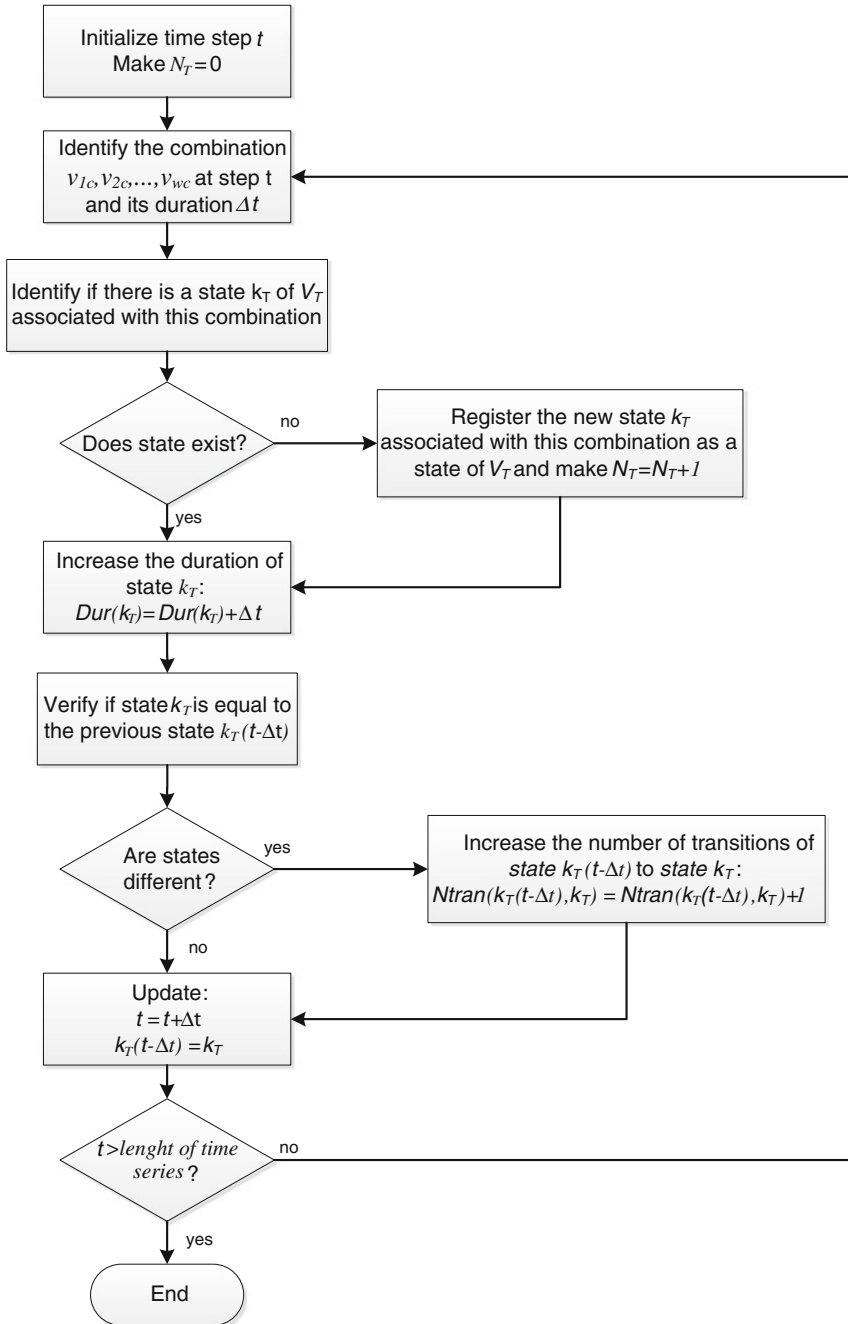 Initialize time step t
Make N_T=0
Identify the combination
v_1c,v_2c,...,v_wc at step t
and its duration Δt
Identify if there is a state k_T of V_T
associated with this combination
Does state exist?
no
Register the new state k_T
associated with this combination as a
state of V_T and make N_T=N_T+1
yes
Increase the duration of
state k_T:
Dur(k_T)=Dur(k_T)+Δt
Verify if state k_T is equal to
the previous state k_T(t-Δt)
Are states
different?
yes
Increase the number of transitions of
state k_T(t-Δt) to state k_T:
Ntran(k_T(t-Δt),k_T) = Ntran(k_T(t-Δt),k_T)+1
no
Update:
t = t+Δt
k_T(t-Δt) =k_T
t>lenght of time
series?
no
yes
End